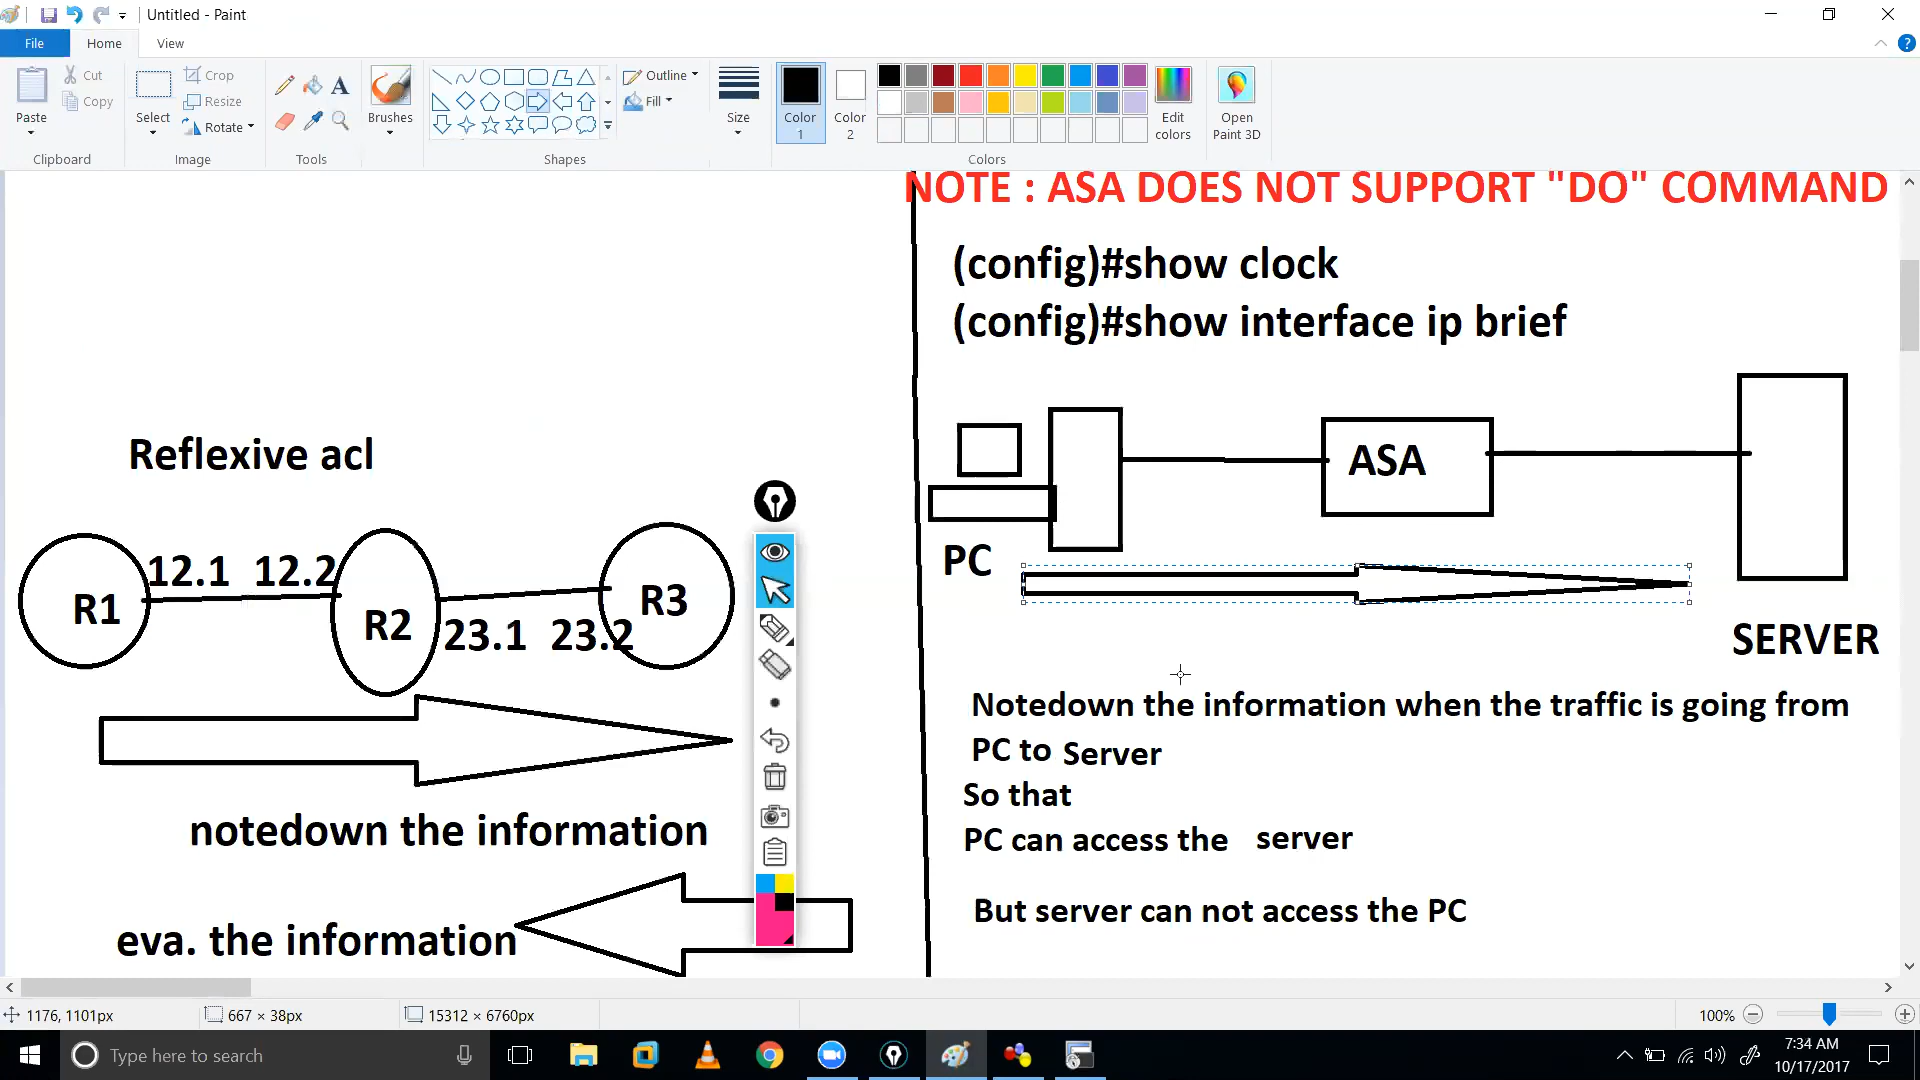 Untitled - Paint
File
Home
View
Paste
Cut
Copy
Clipboard
Select
Crop
Resize
Rotate
Image
Tools
A
Brushes
Shapes
Outline
Fill
Size
Color
1
Color
2
Edit
colors
Colors
Open
Paint 3D
?
NOTE : ASA DOES NOT SUPPORT "DO" COMMAND
(config)#show clock
(config)#show interface ip brief
Reflexive acl
R1
12.1 12.2
R2
23.1 23.2
R3
notedown the information
eva. the information
ASA
PC
SERVER
Notedown the information when the traffic is going from
PC to Server
So that
PC can access the server
But server can not access the PC
1176, 1101px
667 × 38px
15312 × 6760px
100%
Type here to search
7:34 AM
10/17/2017